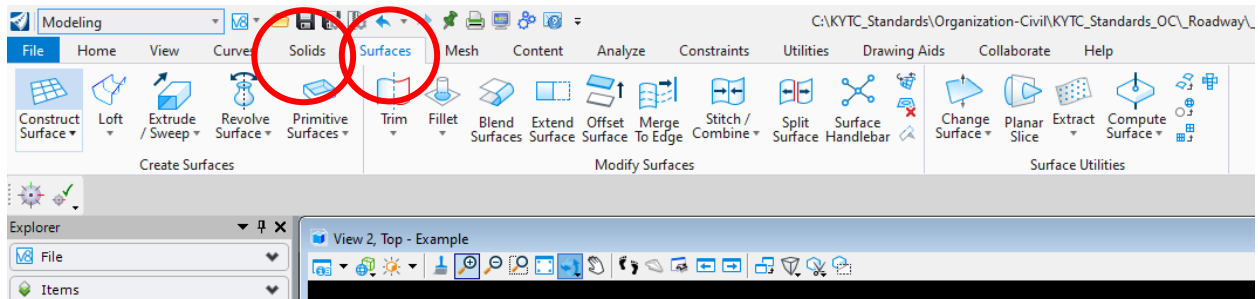 Modeling
C:\KYTC_Standards\Organization-Civil\KYTC_Standards_OC\_Roadway\_
File Home View Curves Solids Surfaces Mesh Content Analyze Constraints Utilities Drawing Aids Collaborate Help
Construct Loft Extrude Revolve Primitive Trim Fillet Blend Extend Offset Merge Stitch / Split Surface Change Planar Extract Compute
Surface / Sweep Surface Surfaces Surfaces Surface Surface To Edge Combine Surface Handlebar Surface Slice Surface
Create Surfaces Modify Surfaces Surface Utilities
Explorer
View 2, Top - Example
File
Items